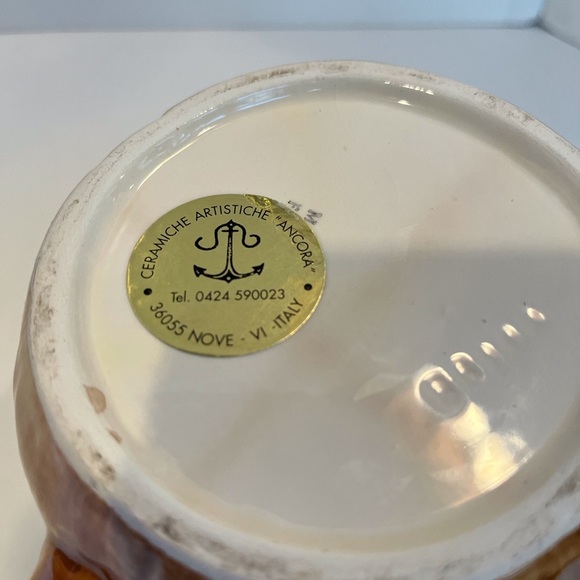 CERAMICHE ARTISTICHE "ANCORA"
Tel. 0424 590023
36055 NOVE - VI - ITALY